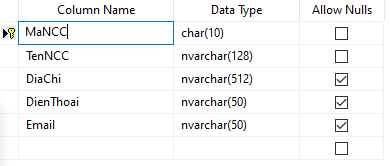 Column Name Data Type Allow Nulls
MaNCC char(10)
TenNCC nvarchar(128)
DiaChi nvarchar(512)
DienThoai nvarchar(50)
Email nvarchar(50)